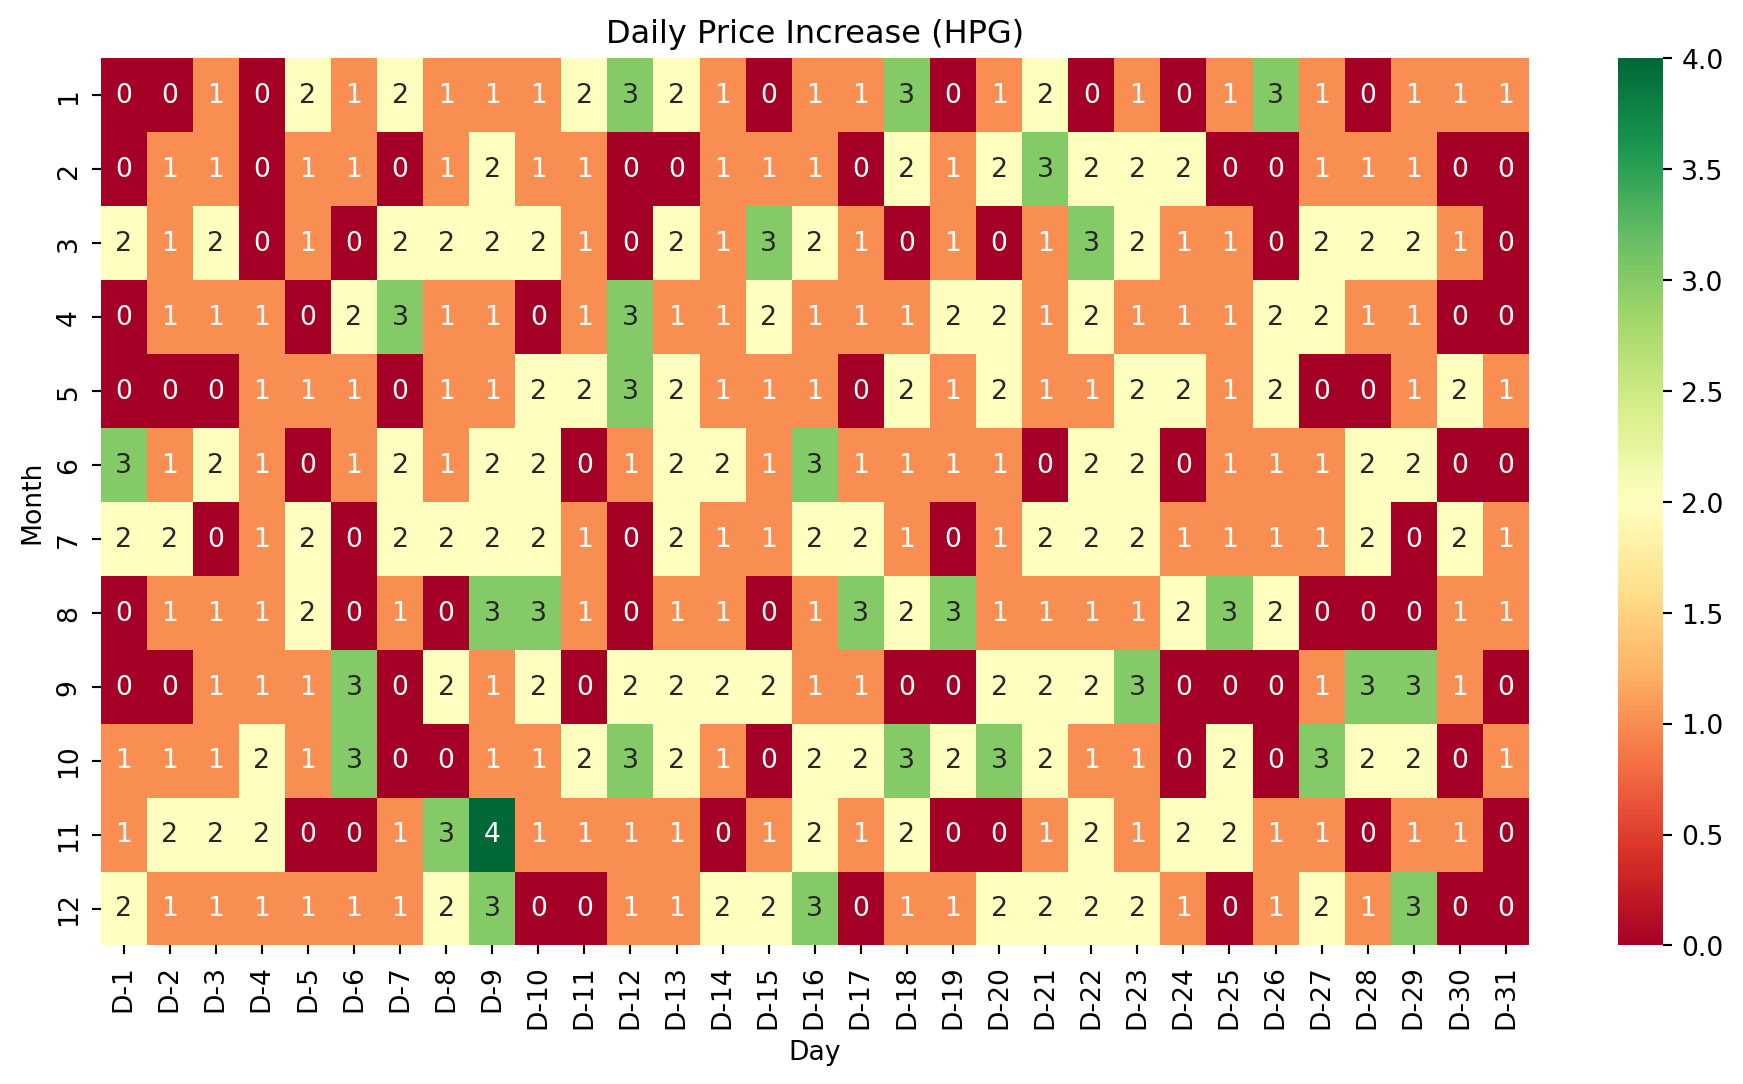 Daily Price Increase (HPG)
1 0 0 1 0 2 1 2 1 1 1 2 3 2 1 0 1 1 3 0 1 2 0 1 0 1 3 1 0 1 1 1
2 0 1 1 0 1 1 0 1 2 1 1 0 0 1 1 1 0 2 1 2 3 2 2 2 0 0 1 1 1 0 0
3 2 1 2 0 1 0 2 2 2 2 1 0 2 1 3 2 1 0 1 0 1 3 2 1 1 0 2 2 2 1 0
4 0 1 1 1 0 2 3 1 1 0 1 3 1 1 2 1 1 1 2 2 1 2 1 1 1 2 2 1 1 0 0
5 0 0 0 1 1 1 0 1 1 2 2 3 2 1 1 1 0 2 1 2 1 1 2 2 1 2 0 0 1 2 1
6 3 1 2 1 0 1 2 1 2 2 0 1 2 2 1 3 1 1 1 1 0 2 2 0 1 1 1 2 2 0 0
7 2 2 0 1 2 0 2 2 2 2 1 0 2 1 1 2 2 1 0 1 2 2 2 1 1 1 1 2 0 2 1
8 0 1 1 1 2 0 1 0 3 3 1 0 1 1 0 1 3 2 3 1 1 1 1 2 3 2 0 0 0 1 1
9 0 0 1 1 1 3 0 2 1 2 0 2 2 2 2 1 1 0 0 2 2 2 3 0 0 0 1 3 3 1 0
10 1 1 1 2 1 3 0 0 1 1 2 3 2 1 0 2 2 3 2 3 2 1 1 0 2 0 3 2 2 0 1
11 1 2 2 2 0 0 1 3 4 1 1 1 1 0 1 2 1 2 0 0 1 2 1 2 2 1 1 0 1 1 0
12 2 1 1 1 1 1 1 2 3 0 0 1 1 2 2 3 0 1 1 2 2 2 2 1 0 1 2 1 3 0 0
Month
D-1 D-2 D-3 D-4 D-5 D-6 D-7 D-8 D-9 D-10 D-11 D-12 D-13 D-14 D-15 D-16 D-17 D-18 D-19 D-20 D-21 D-22 D-23 D-24 D-25 D-26 D-27 D-28 D-29 D-30 D-31
Day
4.0
3.5
3.0
2.5
2.0
1.5
1.0
0.5
0.0